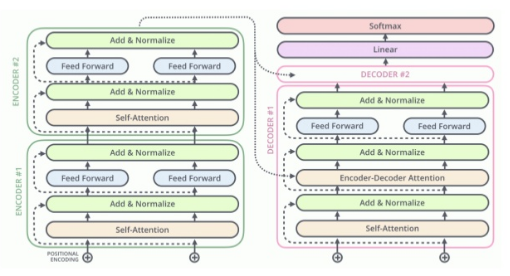 ENCODER #2
Add & Normalize
Feed Forward Feed Forward
Add & Normalize
Self-Attention
ENCODER #1
Add & Normalize
Feed Forward Feed Forward
Add & Normalize
Self-Attention
POSITIONAL
ENCODING
Softmax
Linear
DECODER #2
DECODER #1
Add & Normalize
Feed Forward Feed Forward
Add & Normalize
Encoder-Decoder Attention
Add & Normalize
Self-Attention